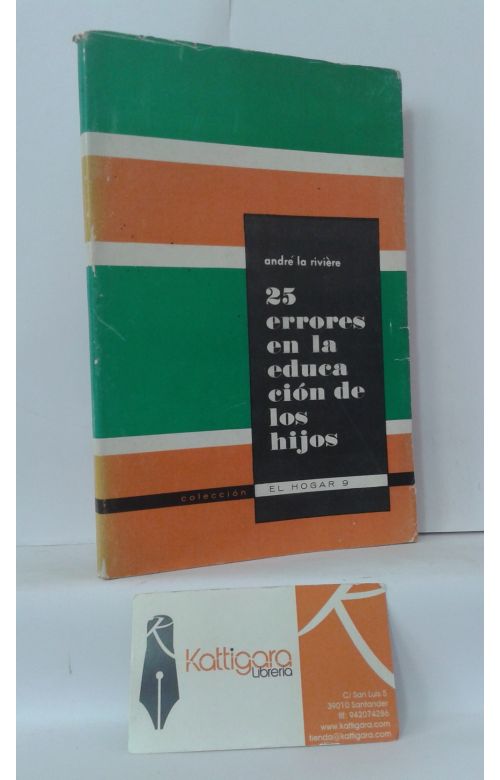 andré la rivière
25
errores
en la
educa
ción de
los
hijos
colección EL HOGAR 9
Kattigara
Librería
C/ San Luis 5
39010 Santander
tlf: 942074286
www.kattigara.com
tienda@kattigara.com